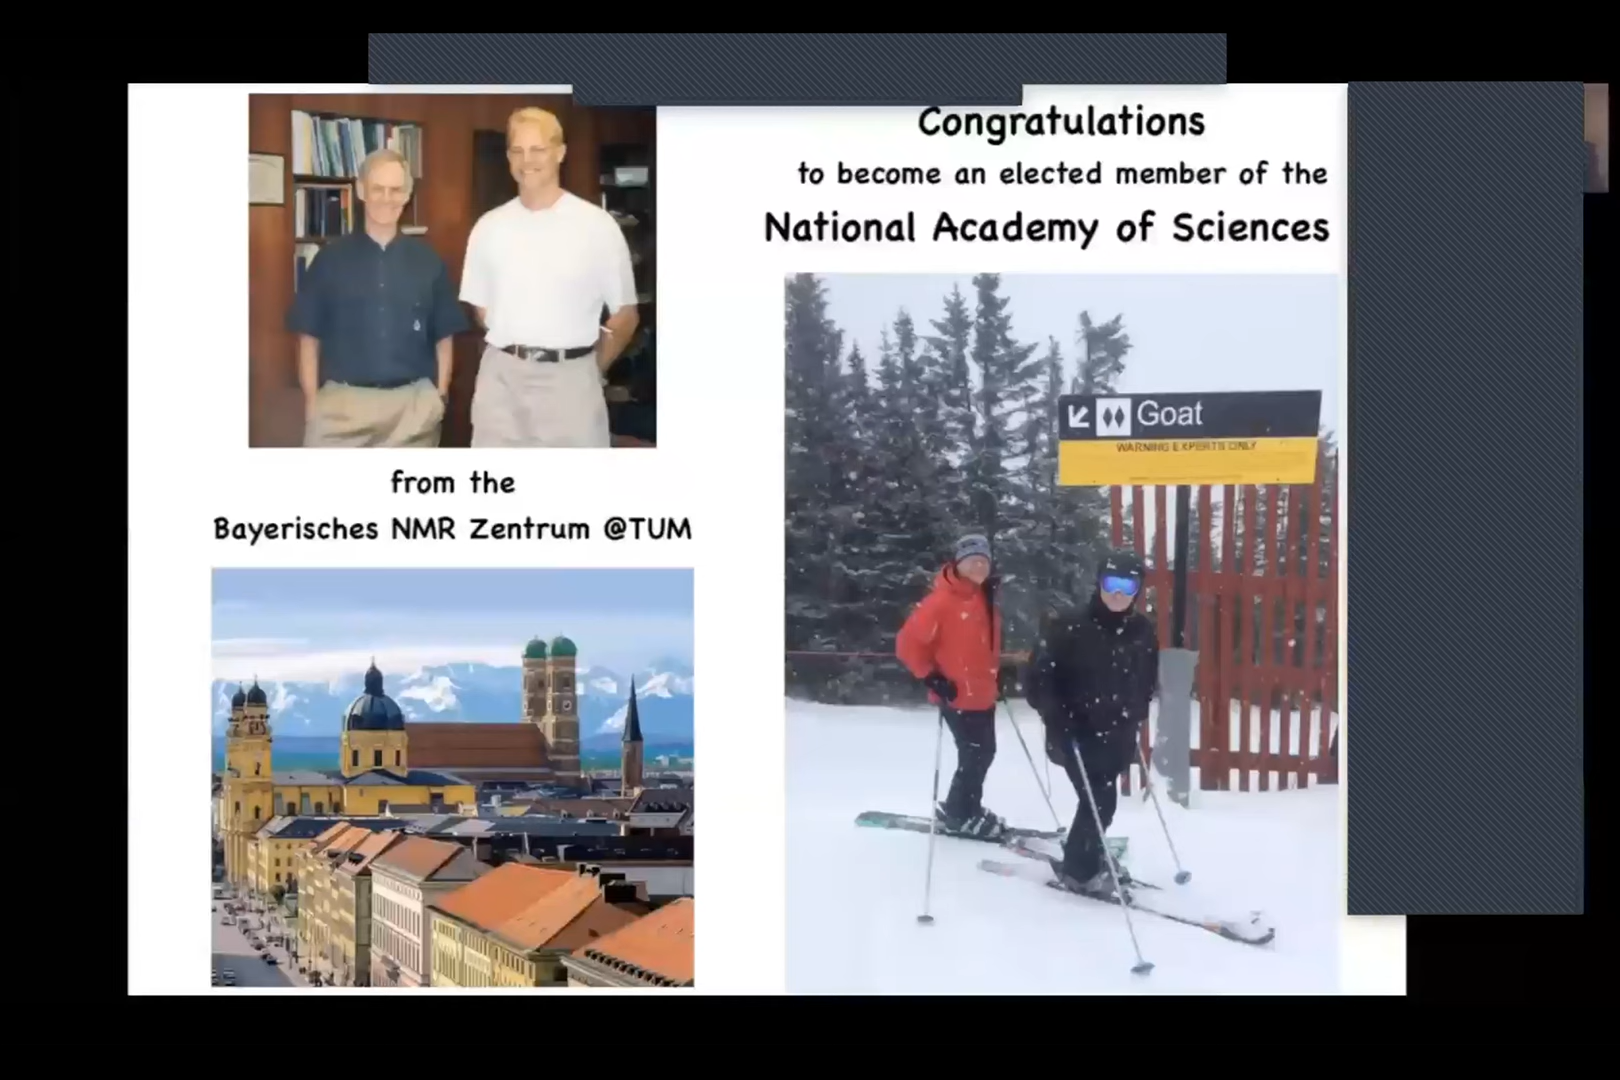 Congratulations
to become an elected member of the
National Academy of Sciences
from the
Bayerisches NMR Zentrum @TUM
Goat
WARNING EXPERTS ONLY